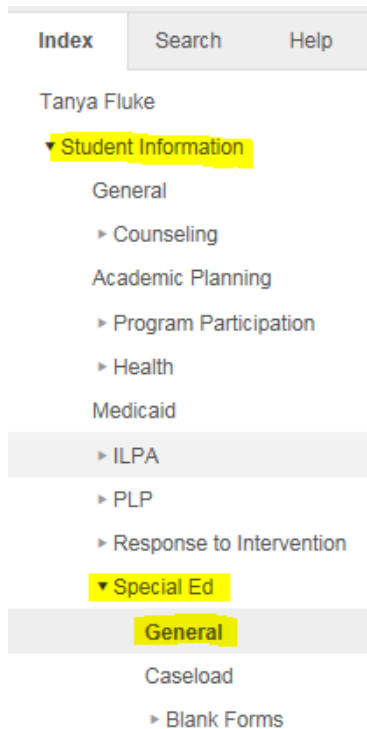 Index Search Help
Tanya Fluke
Student Information
General
Counseling
Academic Planning
Program Participation
Health
Medicaid
ILPA
PLP
Response to Intervention
Special Ed
General
Caseload
Blank Forms